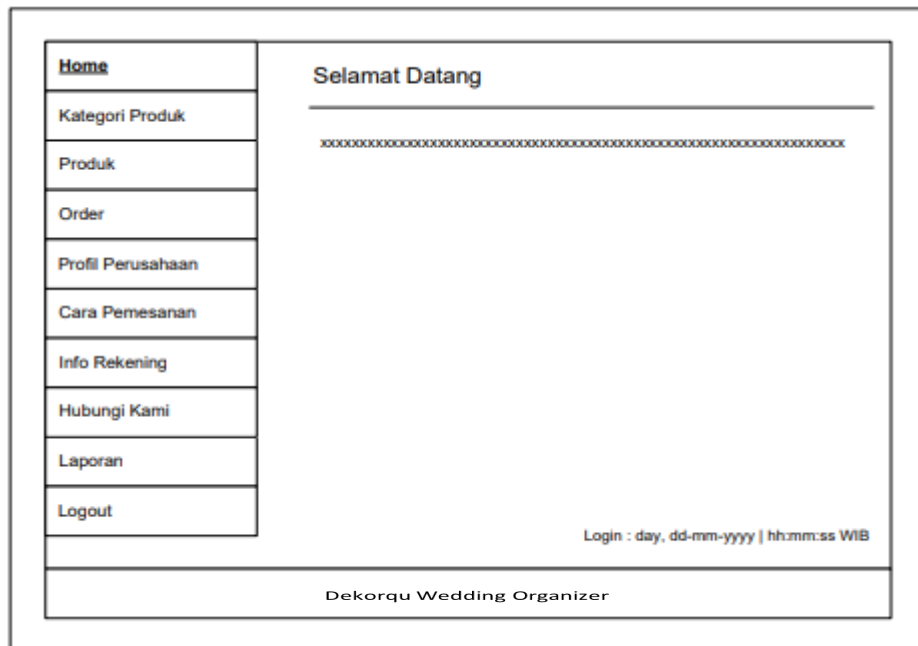 Home
Kategori Produk
Produk
Order
Profil Perusahaan
Cara Pemesanan
Info Rekening
Hubungi Kami
Laporan
Logout
Selamat Datang
xxxxxxxxxxxxxxxxxxxxxxxxxxxxxxxxxxxxxxxxxxxxxxxxxxxxxxxxxxxxxxxxxxx
Login : day, dd-mm-yyyy | hh:mm:ss WIB
Dekorqu Wedding Organizer